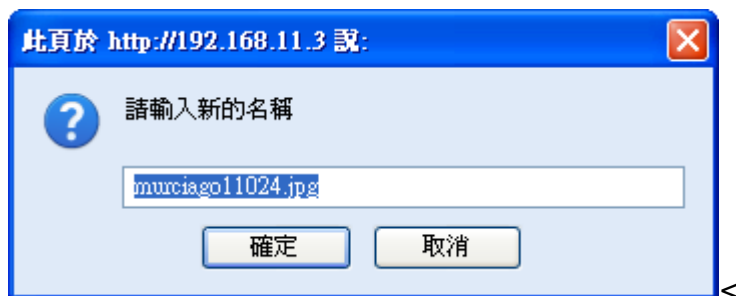 此頁於 http://192.168.11.3 說:
請輸入新的名稱
murciago11024.jpg
確定 取消
<